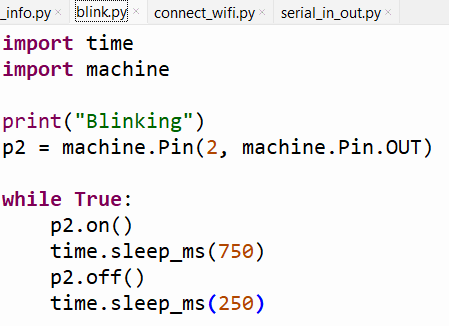 _info.py × blink.py × connect_wifi.py × serial_in_out.py ×
import time
import machine

print("Blinking")
p2 = machine.Pin(2, machine.Pin.OUT)

while True:
    p2.on()
    time.sleep_ms(750)
    p2.off()
    time.sleep_ms(250)